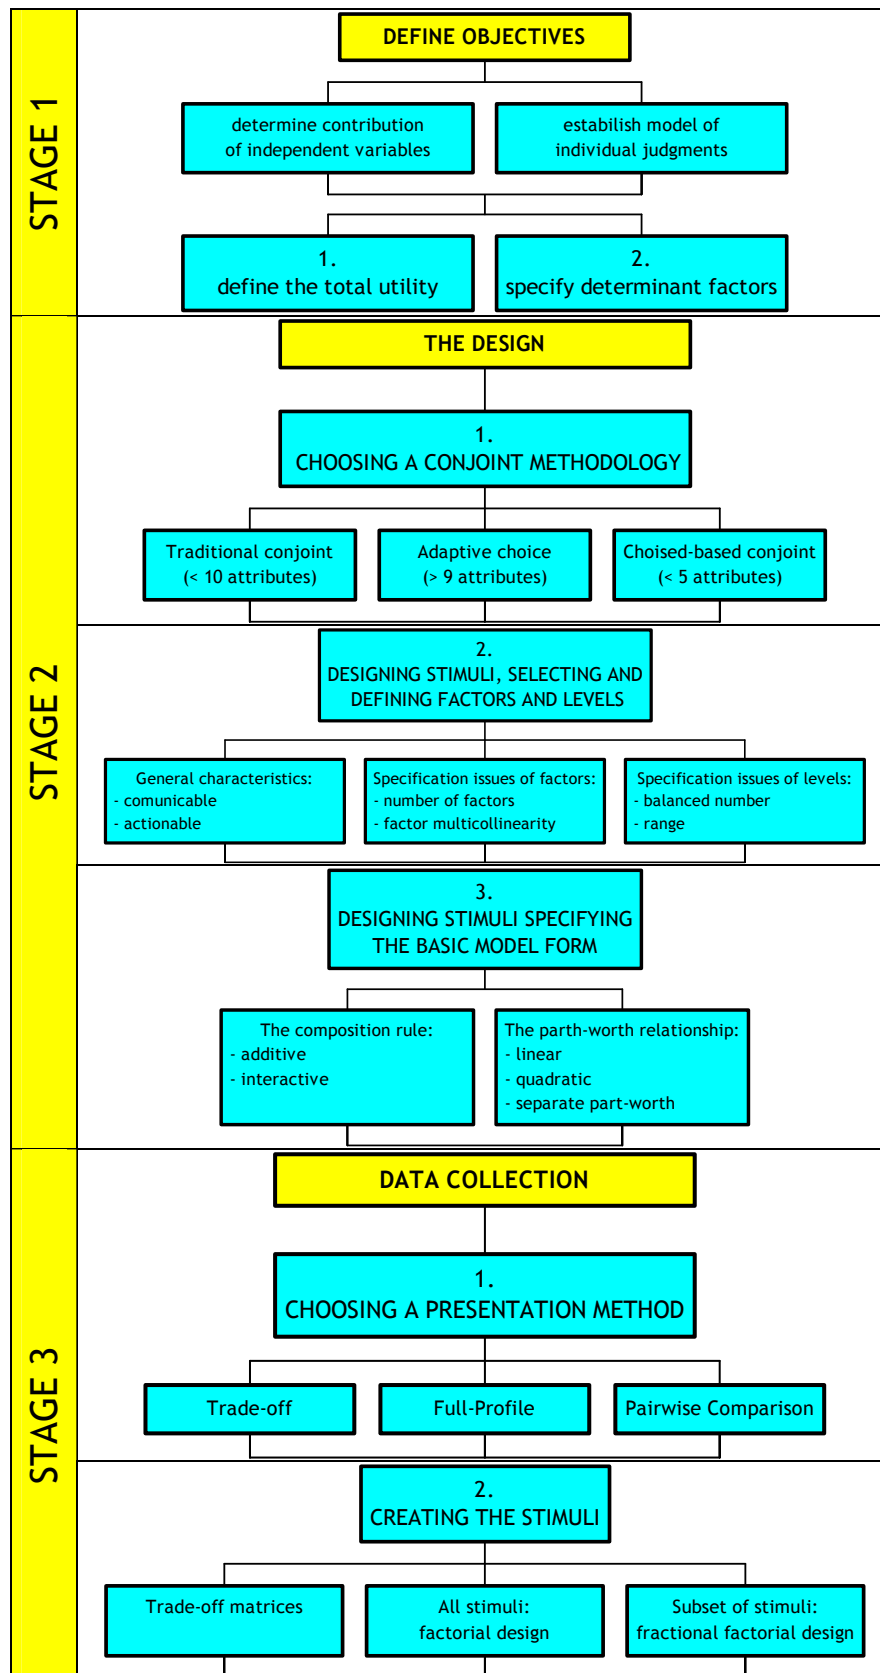 STAGE 1
DEFINE OBJECTIVES
determine contribution
of independent variables
estabilish model of
individual judgments
1.
define the total utility
2.
specify determinant factors
STAGE 2
THE DESIGN
1.
CHOOSING A CONJOINT METHODOLOGY
Traditional conjoint
(< 10 attributes)
Adaptive choice
(> 9 attributes)
Choised-based conjoint
(< 5 attributes)
2.
DESIGNING STIMULI, SELECTING AND
DEFINING FACTORS AND LEVELS
General characteristics:
- comunicable
- actionable
Specification issues of factors:
- number of factors
- factor multicollinearity
Specification issues of levels:
- balanced number
- range
3.
DESIGNING STIMULI SPECIFYING
THE BASIC MODEL FORM
The composition rule:
- additive
- interactive
The parth-worth relationship:
- linear
- quadratic
- separate part-worth
STAGE 3
DATA COLLECTION
1.
CHOOSING A PRESENTATION METHOD
Trade-off
Full-Profile
Pairwise Comparison
2.
CREATING THE STIMULI
Trade-off matrices
All stimuli:
factorial design
Subset of stimuli:
fractional factorial design